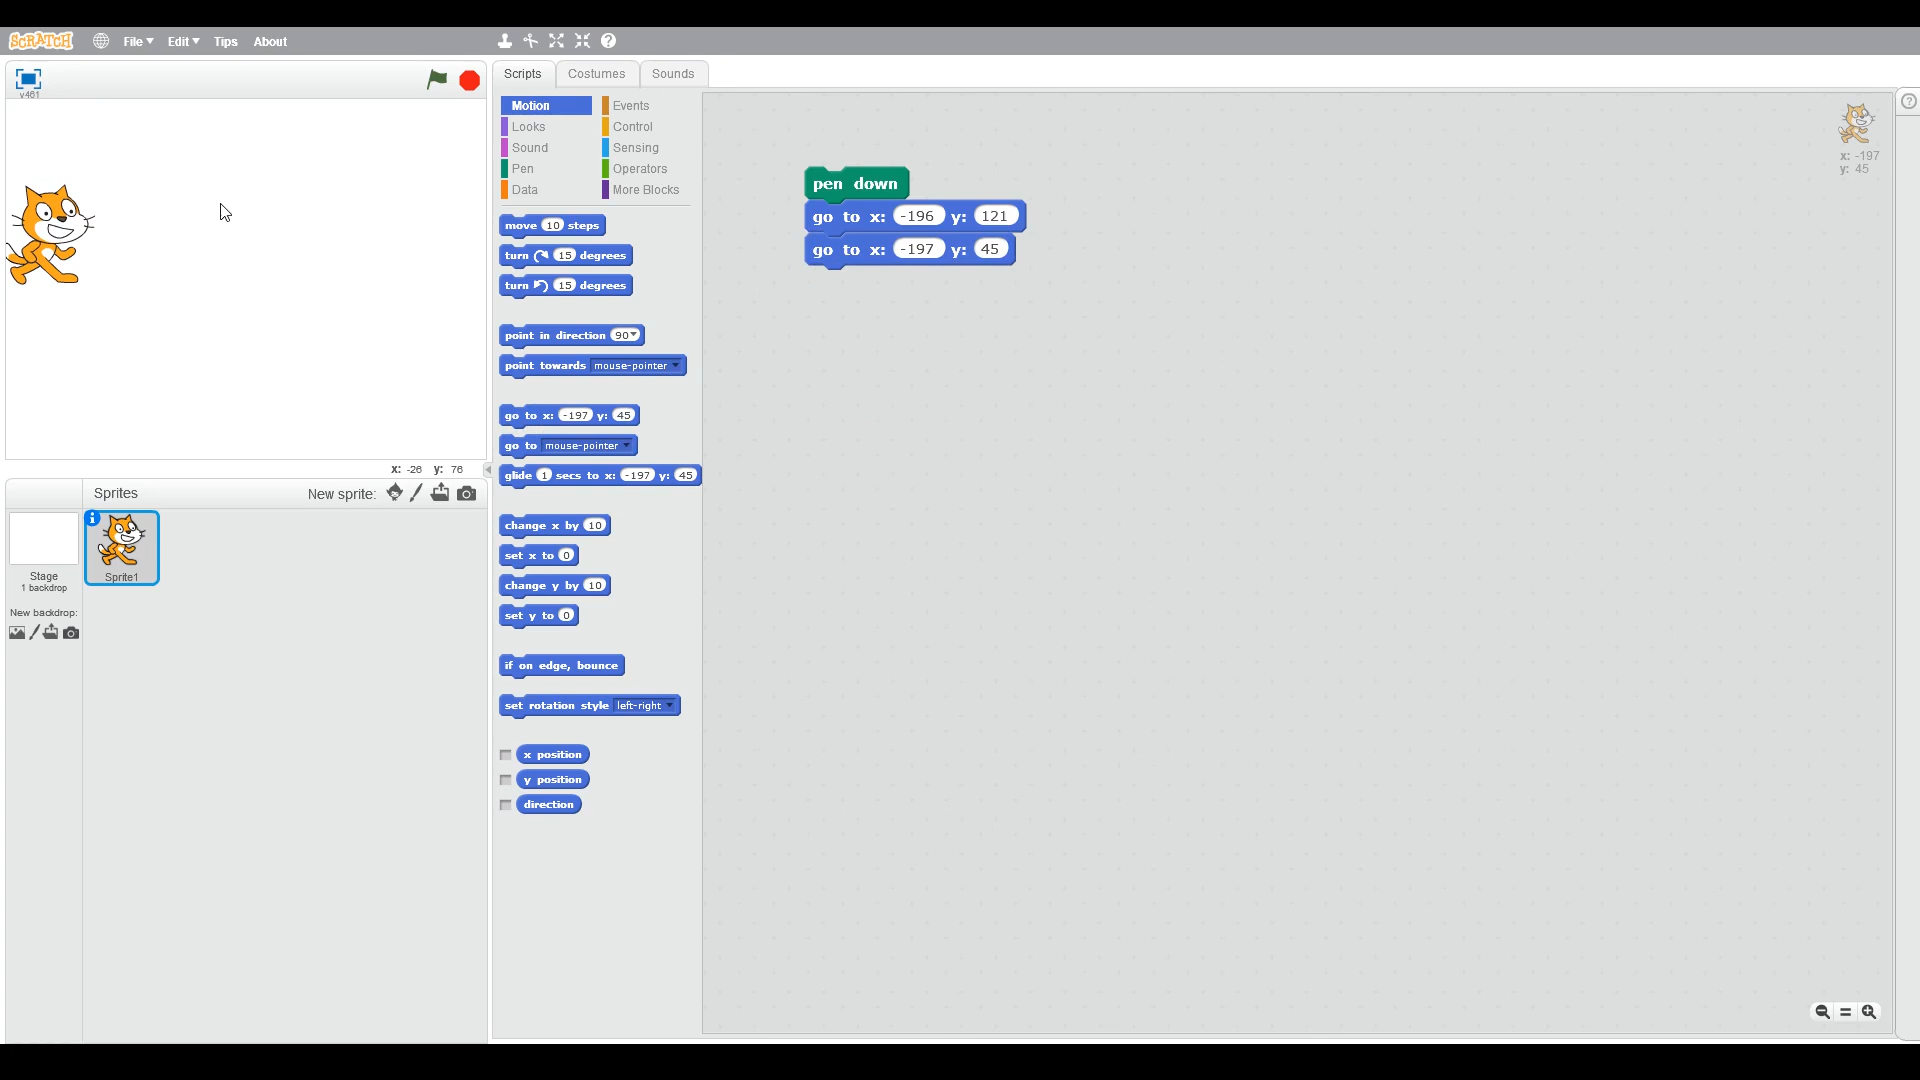 SCRATCH File Edit Tips About
v461
Scripts Costumes Sounds
Motion Events
Looks Control
Sound Sensing
Pen Operators
Data More Blocks
move 10 steps
turn 15 degrees
turn 15 degrees
point in direction 90
point towards mouse-pointer
go to x: -197 y: 45
go to mouse-pointer
glide 1 secs to x: -197 y: 45
change x by 10
set x to 0
change y by 10
set y to 0
if on edge, bounce
set rotation style left-right
x position
y position
direction
pen down
go to x: -196 y: 121
go to x: -197 y: 45
x: -197
y: 45
x: -26 y: 76
Sprites New sprite:
Stage
1 backdrop
Sprite1
New backdrop: